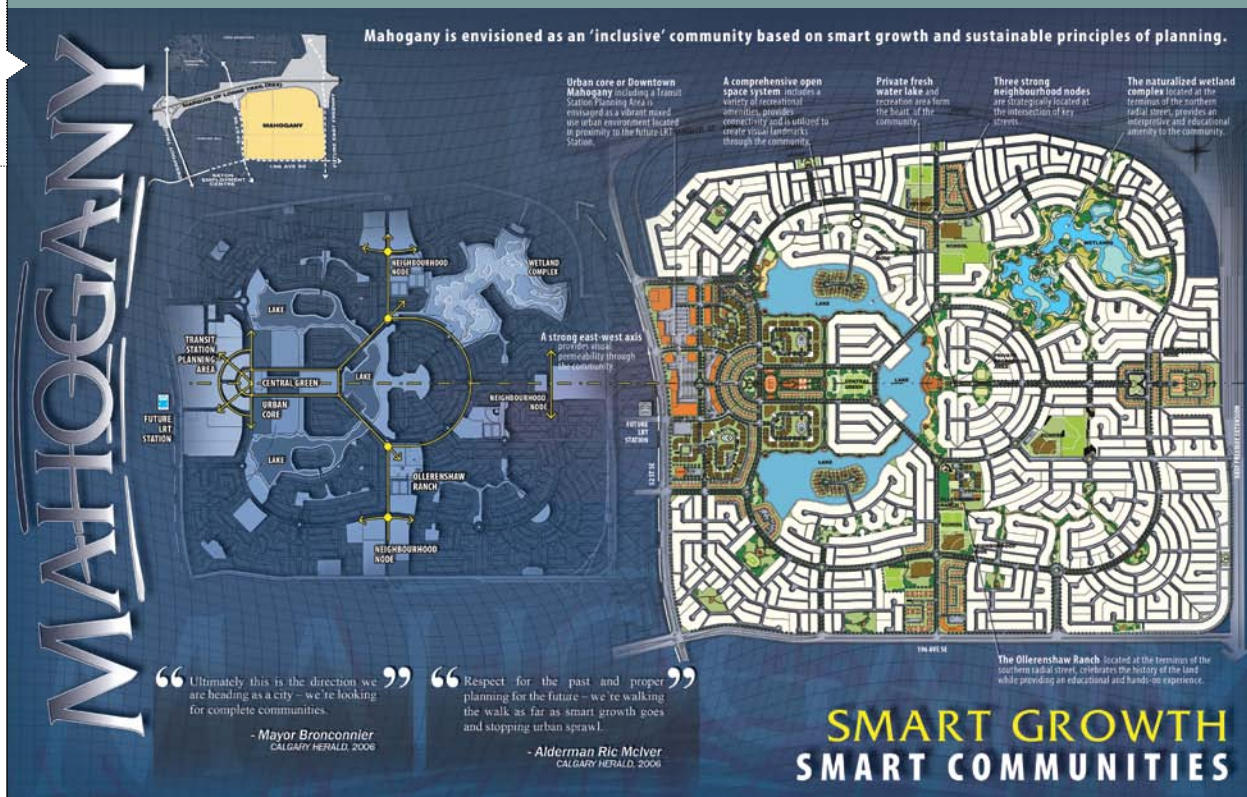 MAHOGANY
Mahogany is envisioned as an 'inclusive' community based on smart growth and sustainable principles of planning.
MAHOGANY
196 AVE SE
SETON
EMPLOYMENT
CENTRE
Urban core or Downtown
Mahogany including a Transit
Station Planning Area is
envisaged as a vibrant mixed
use urban environment located
in proximity to the future LRT
Station.
A comprehensive open
space system includes a
variety of recreational
amenities, provides
connectivity and is utilized to
create visual landmarks
through the community.
Private fresh
water lake and
recreation area form
the heart of the
community.
Three strong
neighbourhood nodes
are strategically located at
the intersection of key
streets.
The naturalized wetland
complex located at the
terminus of the northern
radial street, provides an
interpretive and educational
amenity to the community.
NEIGHBOURHOOD
NODE
WETLAND
COMPLEX
LAKE
TRANSIT
STATION
PLANNING
AREA
CENTRAL GREEN
LAKE
URBAN
CORE
NEIGHBOURHOOD
NODE
FUTURE
LRT
STATION
LAKE
OLLERENSHAW
RANCH
NEIGHBOURHOOD
NODE
A strong east-west axis
provides visual
permeability through
the community.
SCHOOL
WETLANDS
LAKE
CENTRAL
GREEN
LAKE
FUTURE
LRT
STATION
52 ST SE
LAKE
196 AVE SE
The Ollerenshaw Ranch located at the terminus of the
southern radial street, celebrates the history of the land
while providing an educational and hands-on experience.
“ Ultimately this is the direction we ”
are heading as a city – we're looking
for complete communities.
- Mayor Bronconnier
CALGARY HERALD, 2006
“ Respect for the past and proper ”
planning for the future – we're walking
the walk as far as smart growth goes
and stopping urban sprawl.
- Alderman Ric McIver
CALGARY HERALD, 2006
SMART GROWTH
SMART COMMUNITIES